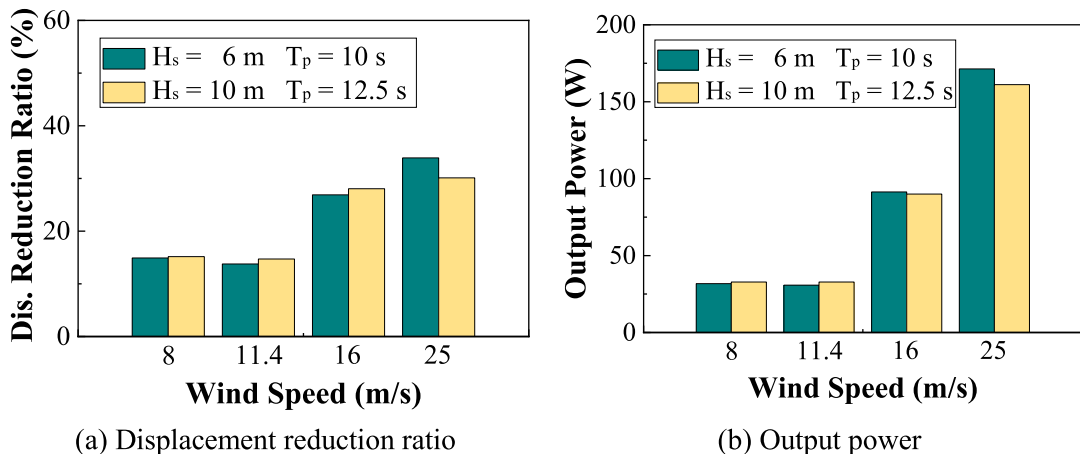 Dis. Reduction Ratio (%)
60
40
20
0
Hs = 6 m Tp = 10 s
Hs = 10 m Tp = 12.5 s
8 11.4 16 25
Wind Speed (m/s)
(a) Displacement reduction ratio
Output Power (W)
200
150
100
50
0
Hs = 6 m Tp = 10 s
Hs = 10 m Tp = 12.5 s
8 11.4 16 25
Wind Speed (m/s)
(b) Output power